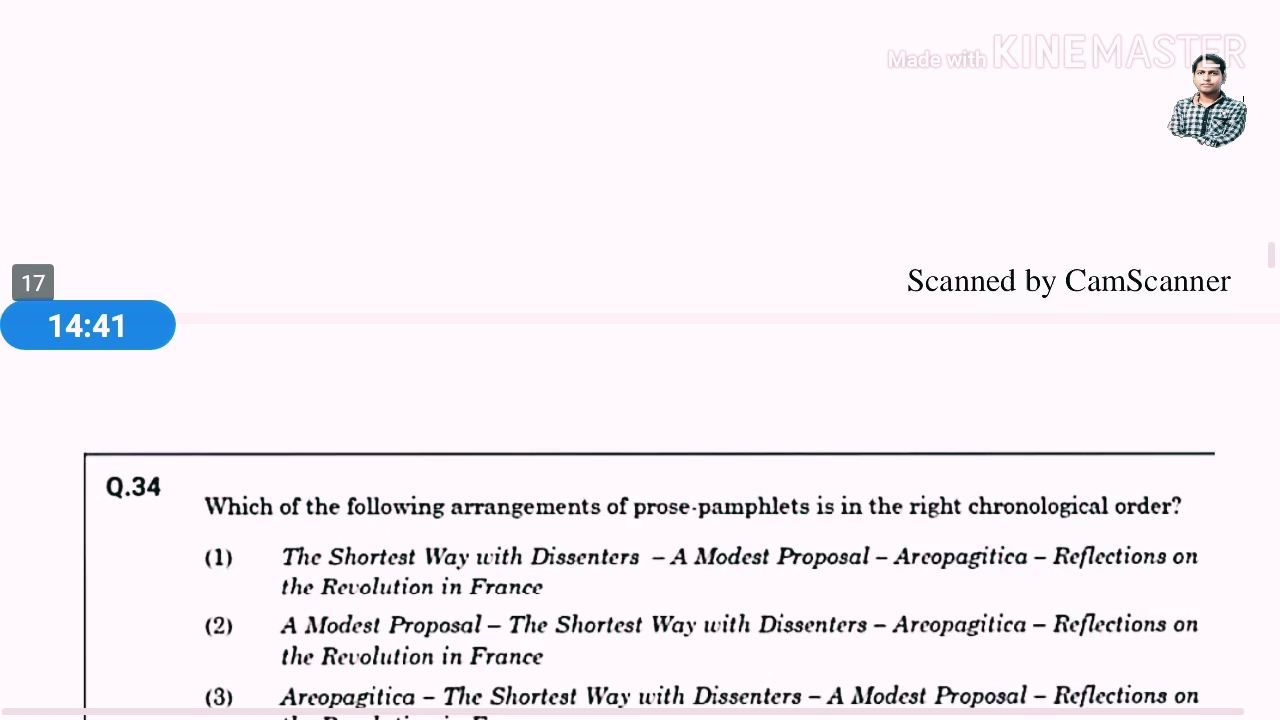 Made with KINEMASTER
17
Scanned by CamScanner
14:41
Q.34
Which of the following arrangements of prose-pamphlets is in the right chronological order?
(1) The Shortest Way with Dissenters – A Modest Proposal – Areopagitica – Reflections on
the Revolution in France
(2) A Modest Proposal – The Shortest Way with Dissenters – Areopagitica – Reflections on
the Revolution in France
(3) Areopagitica – The Shortest Way with Dissenters – A Modest Proposal – Reflections on